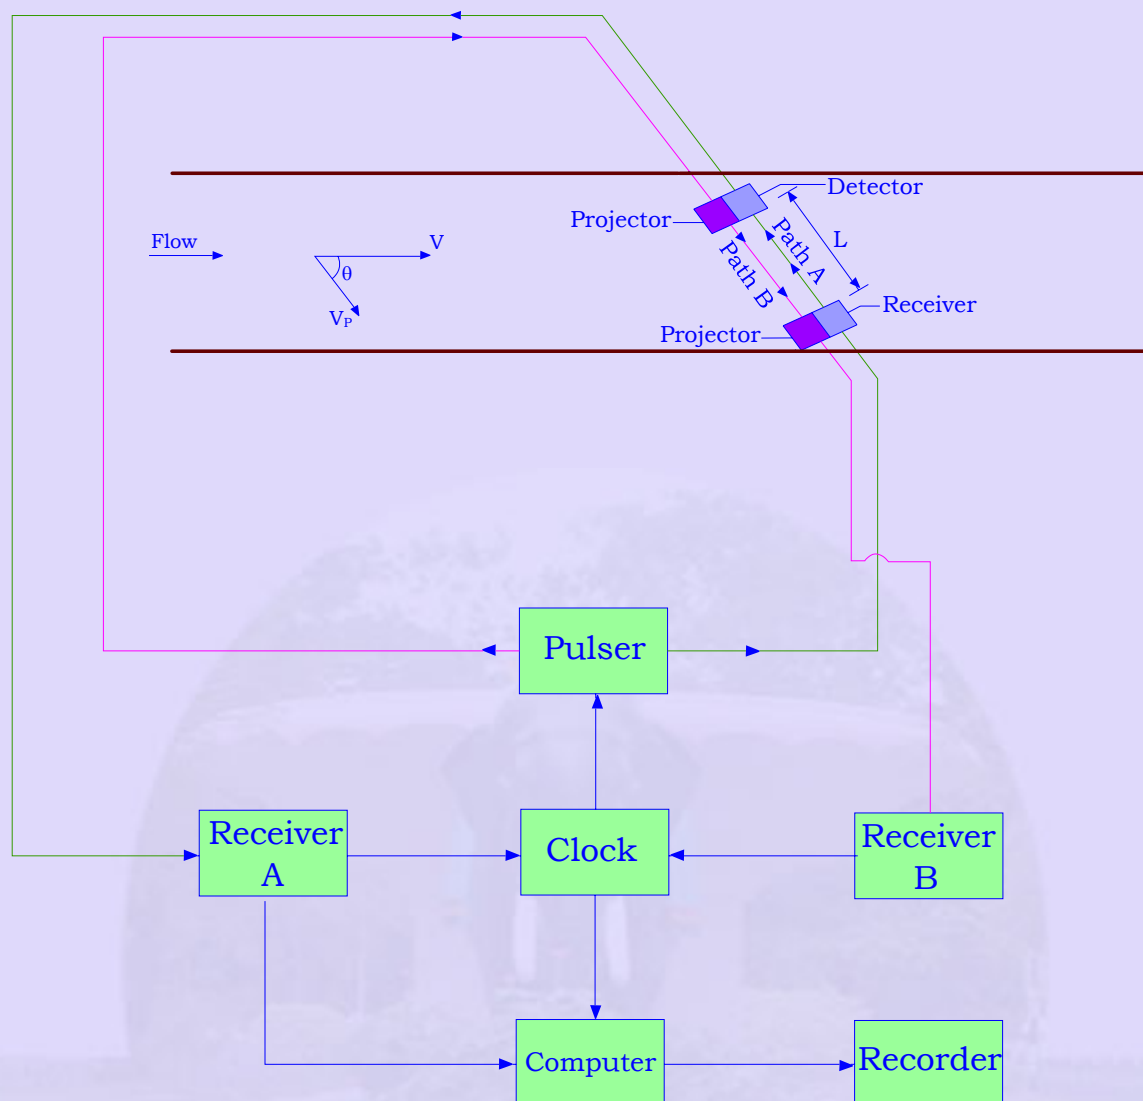 Detector
Projector
Flow
V
θ
Vₚ
Path A
L
Path B
Receiver
Projector
Pulser
Receiver
A
Clock
Receiver
B
Computer
Recorder